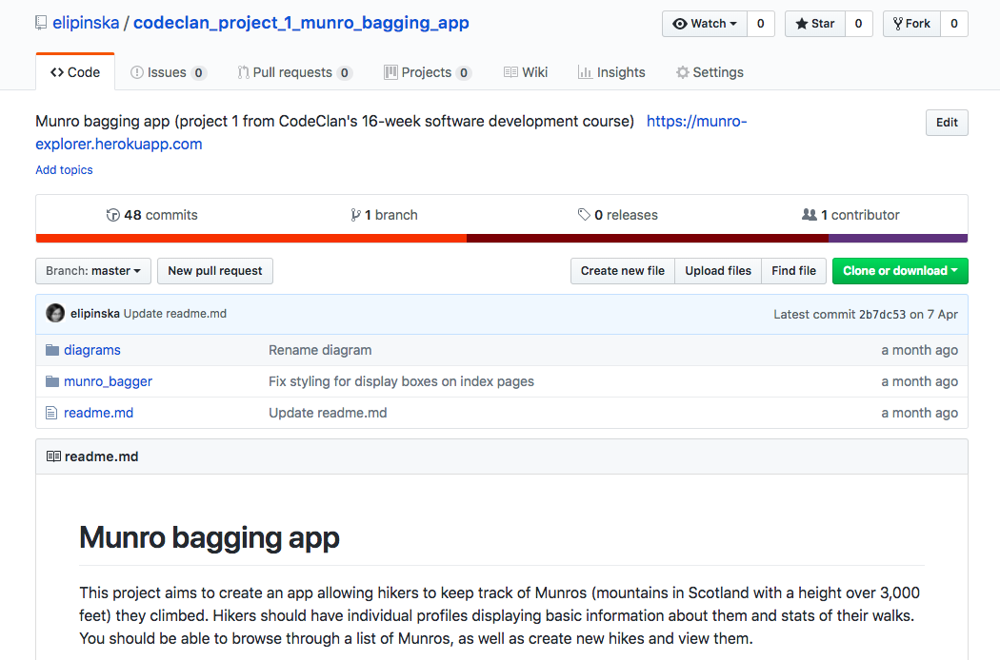 elipinska / codeclan_project_1_munro_bagging_app
Watch 0 Star 0 Fork 0
Code Issues 0 Pull requests 0 Projects 0 Wiki Insights Settings
Munro bagging app (project 1 from CodeClan's 16-week software development course) https://munro-
explorer.herokuapp.com
Edit
Add topics
48 commits 1 branch 0 releases 1 contributor
Branch: master New pull request Create new file Upload files Find file Clone or download
elipinska Update readme.md Latest commit 2b7dc53 on 7 Apr
diagrams Rename diagram a month ago
munro_bagger Fix styling for display boxes on index pages a month ago
readme.md Update readme.md a month ago
readme.md
Munro bagging app
This project aims to create an app allowing hikers to keep track of Munros (mountains in Scotland with a height over 3,000
feet) they climbed. Hikers should have individual profiles displaying basic information about them and stats of their walks.
You should be able to browse through a list of Munros, as well as create new hikes and view them.